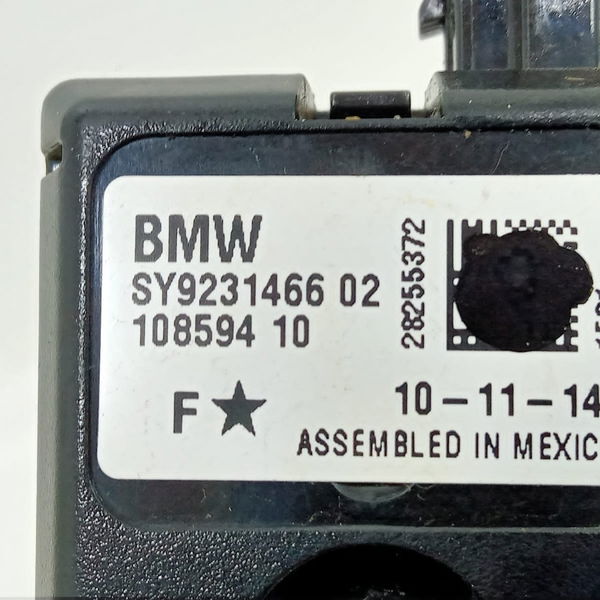 BMW
SY9231466 02
108594 10
28255372
F★
10-11-14
ASSEMBLED IN MEXIC